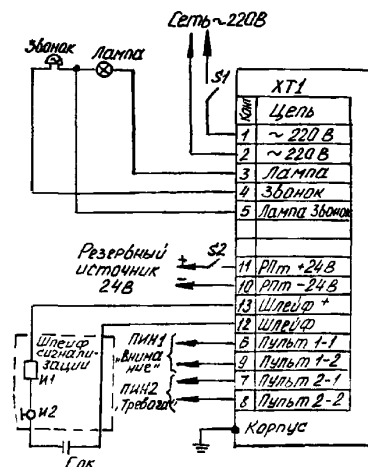 Сеть ~220В
Звонок
Лампа
S1
XT1
Конт
Цепь
1 ~220 В
2 ~220 В
3 Лампа
4 Звонок
5 Лампа Звонок
Резервный
источник
24В
+
−
S2
11 РПт +24В
10 РПт −24В
13 Шлейф +
12 Шлейф
6 Пульт 1-1
9 Пульт 1-2
7 Пульт 2-1
8 Пульт 2-2
Корпус
Шлейф
сигнали-
зации
И1
И2
ПИН1
"Внима-
ние"
ПИН2
"Тревога"
Сок